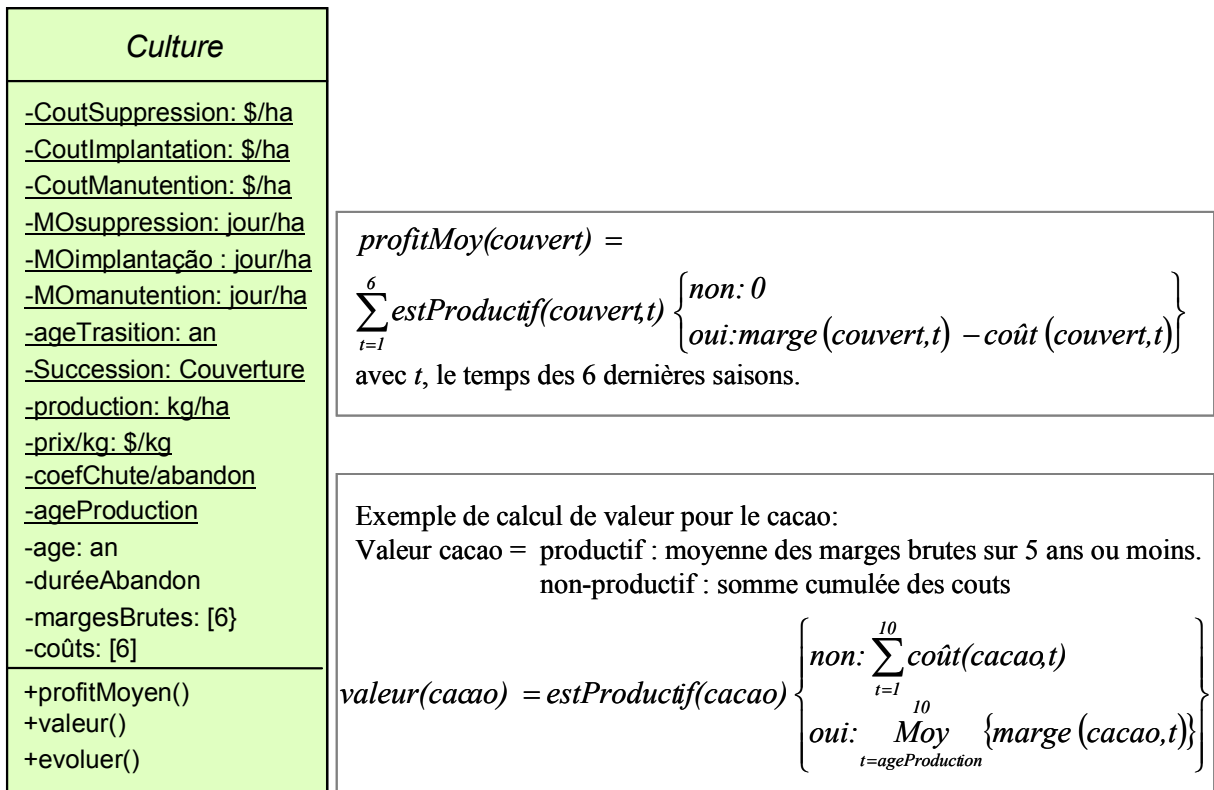 Culture
-CoutSuppression: $/ha
-CoutImplantation: $/ha
-CoutManutention: $/ha
-MOsuppression: jour/ha
-MOimplantação : jour/ha
-MOmanutention: jour/ha
-ageTrasition: an
-Succession: Couverture
-production: kg/ha
-prix/kg: $/kg
-coefChute/abandon
-ageProduction
-age: an
-duréeAbandon
-margesBrutes: [6}
-coûts: [6]
+profitMoyen()
+valeur()
+evoluer()
profitMoy(couvert) =
6
∑ estProductif(couvert,t) { non: 0
t=1
oui:marge (couvert,t) – coût (couvert,t) }
avec t, le temps des 6 dernières saisons.
Exemple de calcul de valeur pour le cacao:
Valeur cacao = productif : moyenne des marges brutes sur 5 ans ou moins.
non-productif : somme cumulée des couts
valeur(cacao) = estProductif(cacao) {
10
non: ∑ coût(cacao,t)
t=1
10
oui: Moy {marge (cacao,t)} }
t=ageProduction